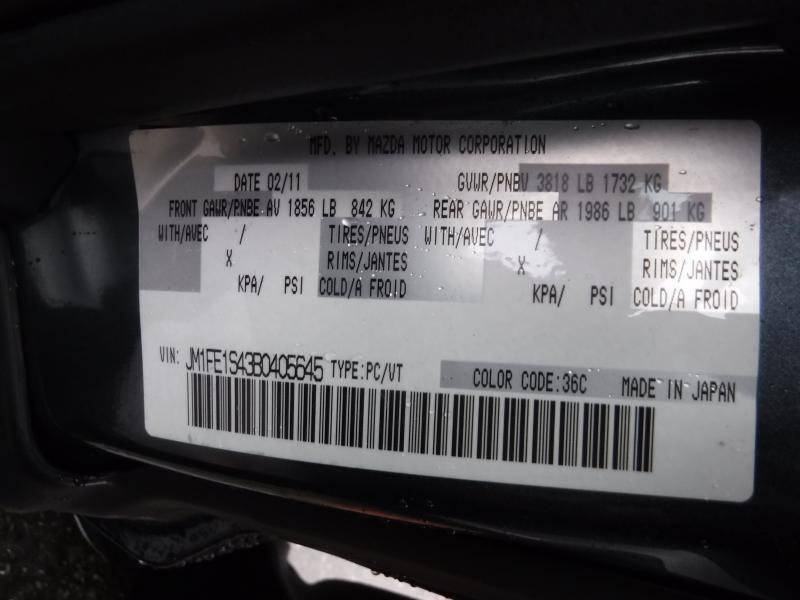 MFD. BY MAZDA MOTOR CORPORATION
DATE 02/11 GVWR/PNBV 3818 LB 1732 KG
FRONT GAWR/PNBE AV 1856 LB 842 KG REAR GAWR/PNBE AR 1986 LB 901 KG
WITH/AVEC / TIRES/PNEUS WITH/AVEC / TIRES/PNEUS
X RIMS/JANTES X RIMS/JANTES
KPA/ PSI COLD/A FROID KPA/ PSI COLD/A FROID
VIN: JM1FE1S43B0405645 TYPE:PC/VT COLOR CODE:36C MADE IN JAPAN